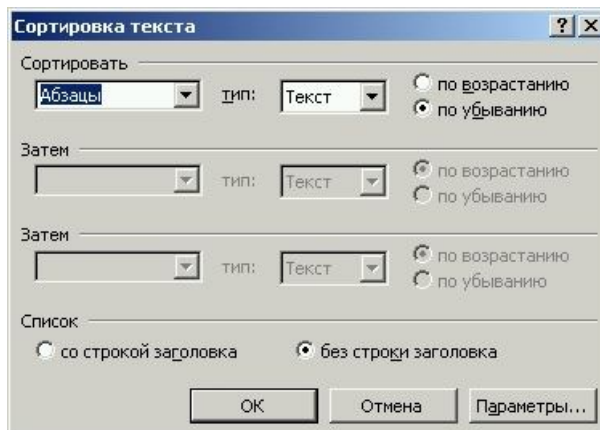 Сортировка текста
Сортировать
Абзацы тип: Текст по возрастанию
по убыванию
Затем
тип: Текст по возрастанию
по убыванию
Затем
тип: Текст по возрастанию
по убыванию
Список
со строкой заголовка без строки заголовка
ОК Отмена Параметры...